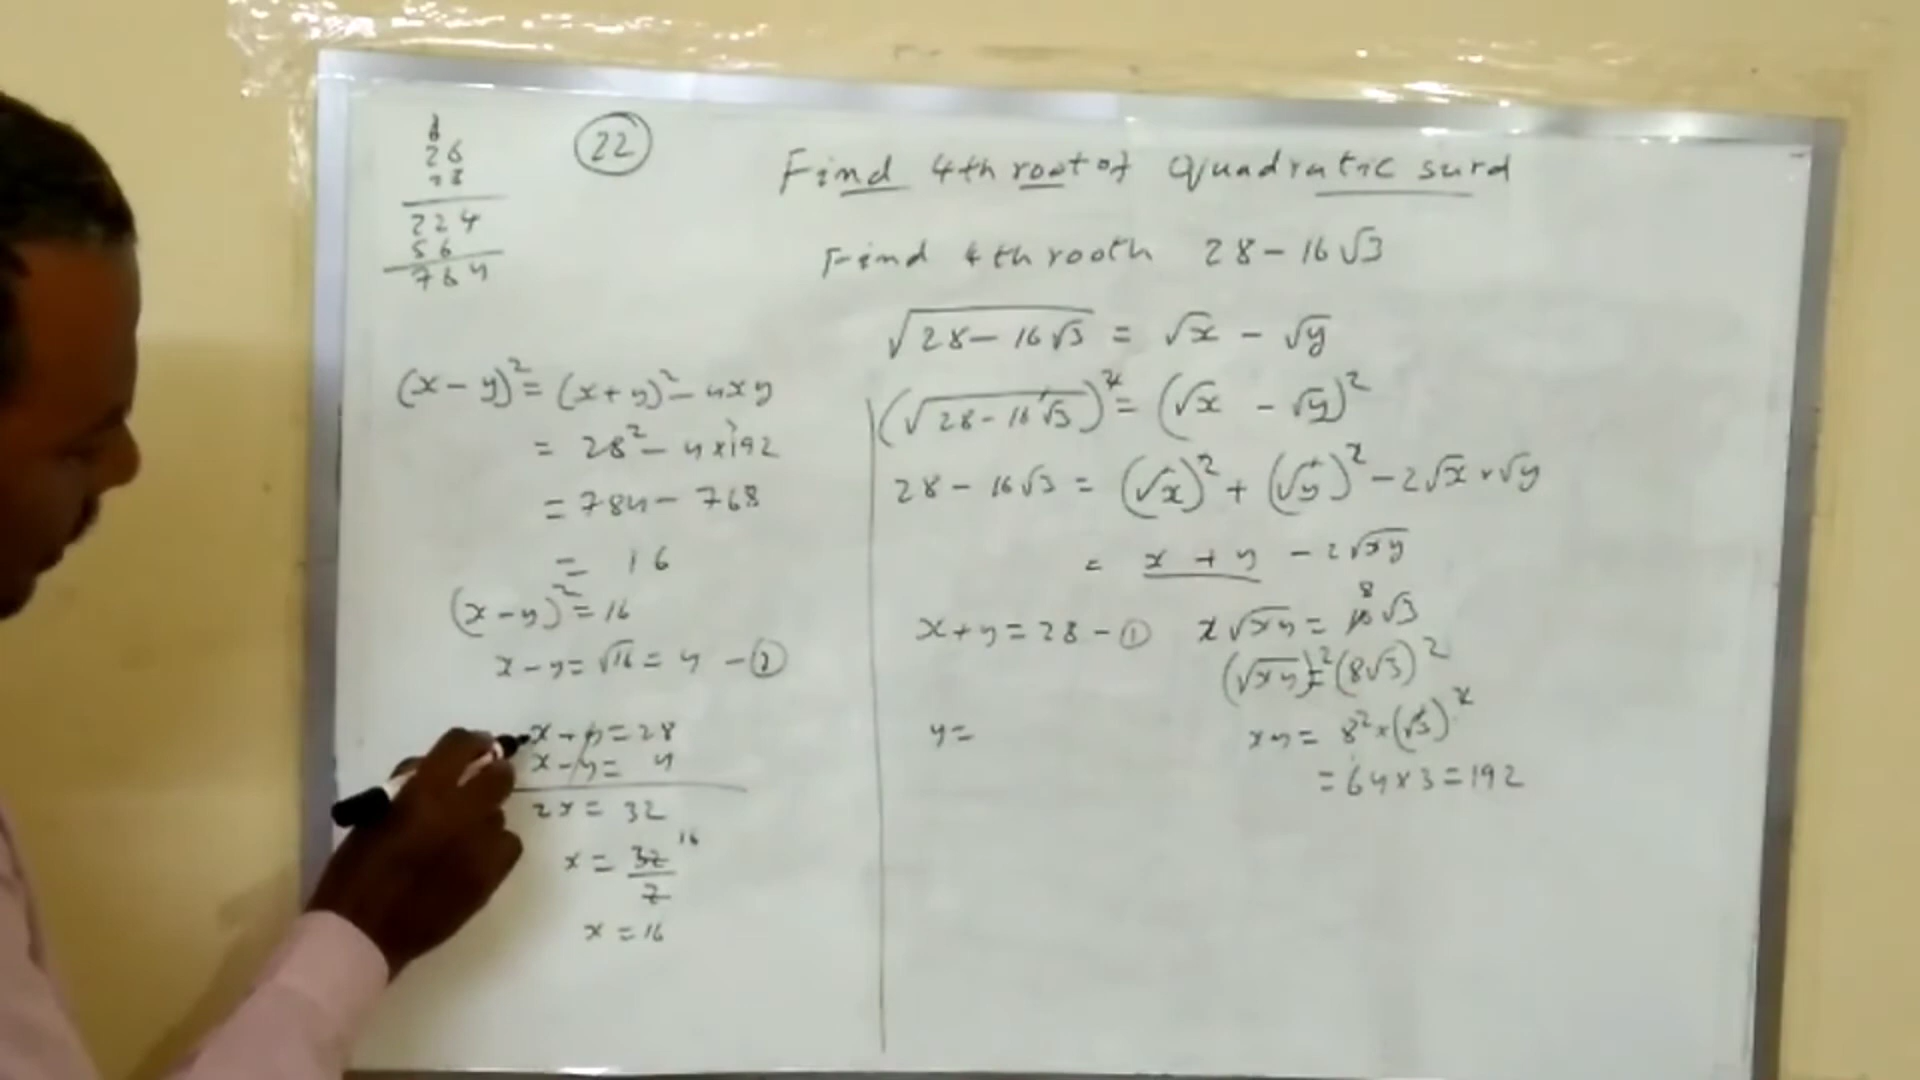 22
Find 4th root of Quadratic surd
Find 4th rooth 28 - 16√3
28
224
56
784
√(28 - 16√3) = √x - √y
(√(28 - 16√3))² = (√x - √y)²
28 - 16√3 = (√x)² + (√y)² - 2√x × √y
= x + y - 2√xy
x + y = 28 - ①
2√xy = 16√3 8
(√xy)² = (8√3)²
xy = 8² × (√3)²
= 64 × 3 = 192
y =
(x - y)² = (x + y)² - 4xy
= 28² - 4 × 192
= 784 - 768
= 16
(x - y)² = 16
x - y = √16 = 4 - ②
x + y = 28
x - y = 4
2x = 32
x = 32/2 16
x = 16